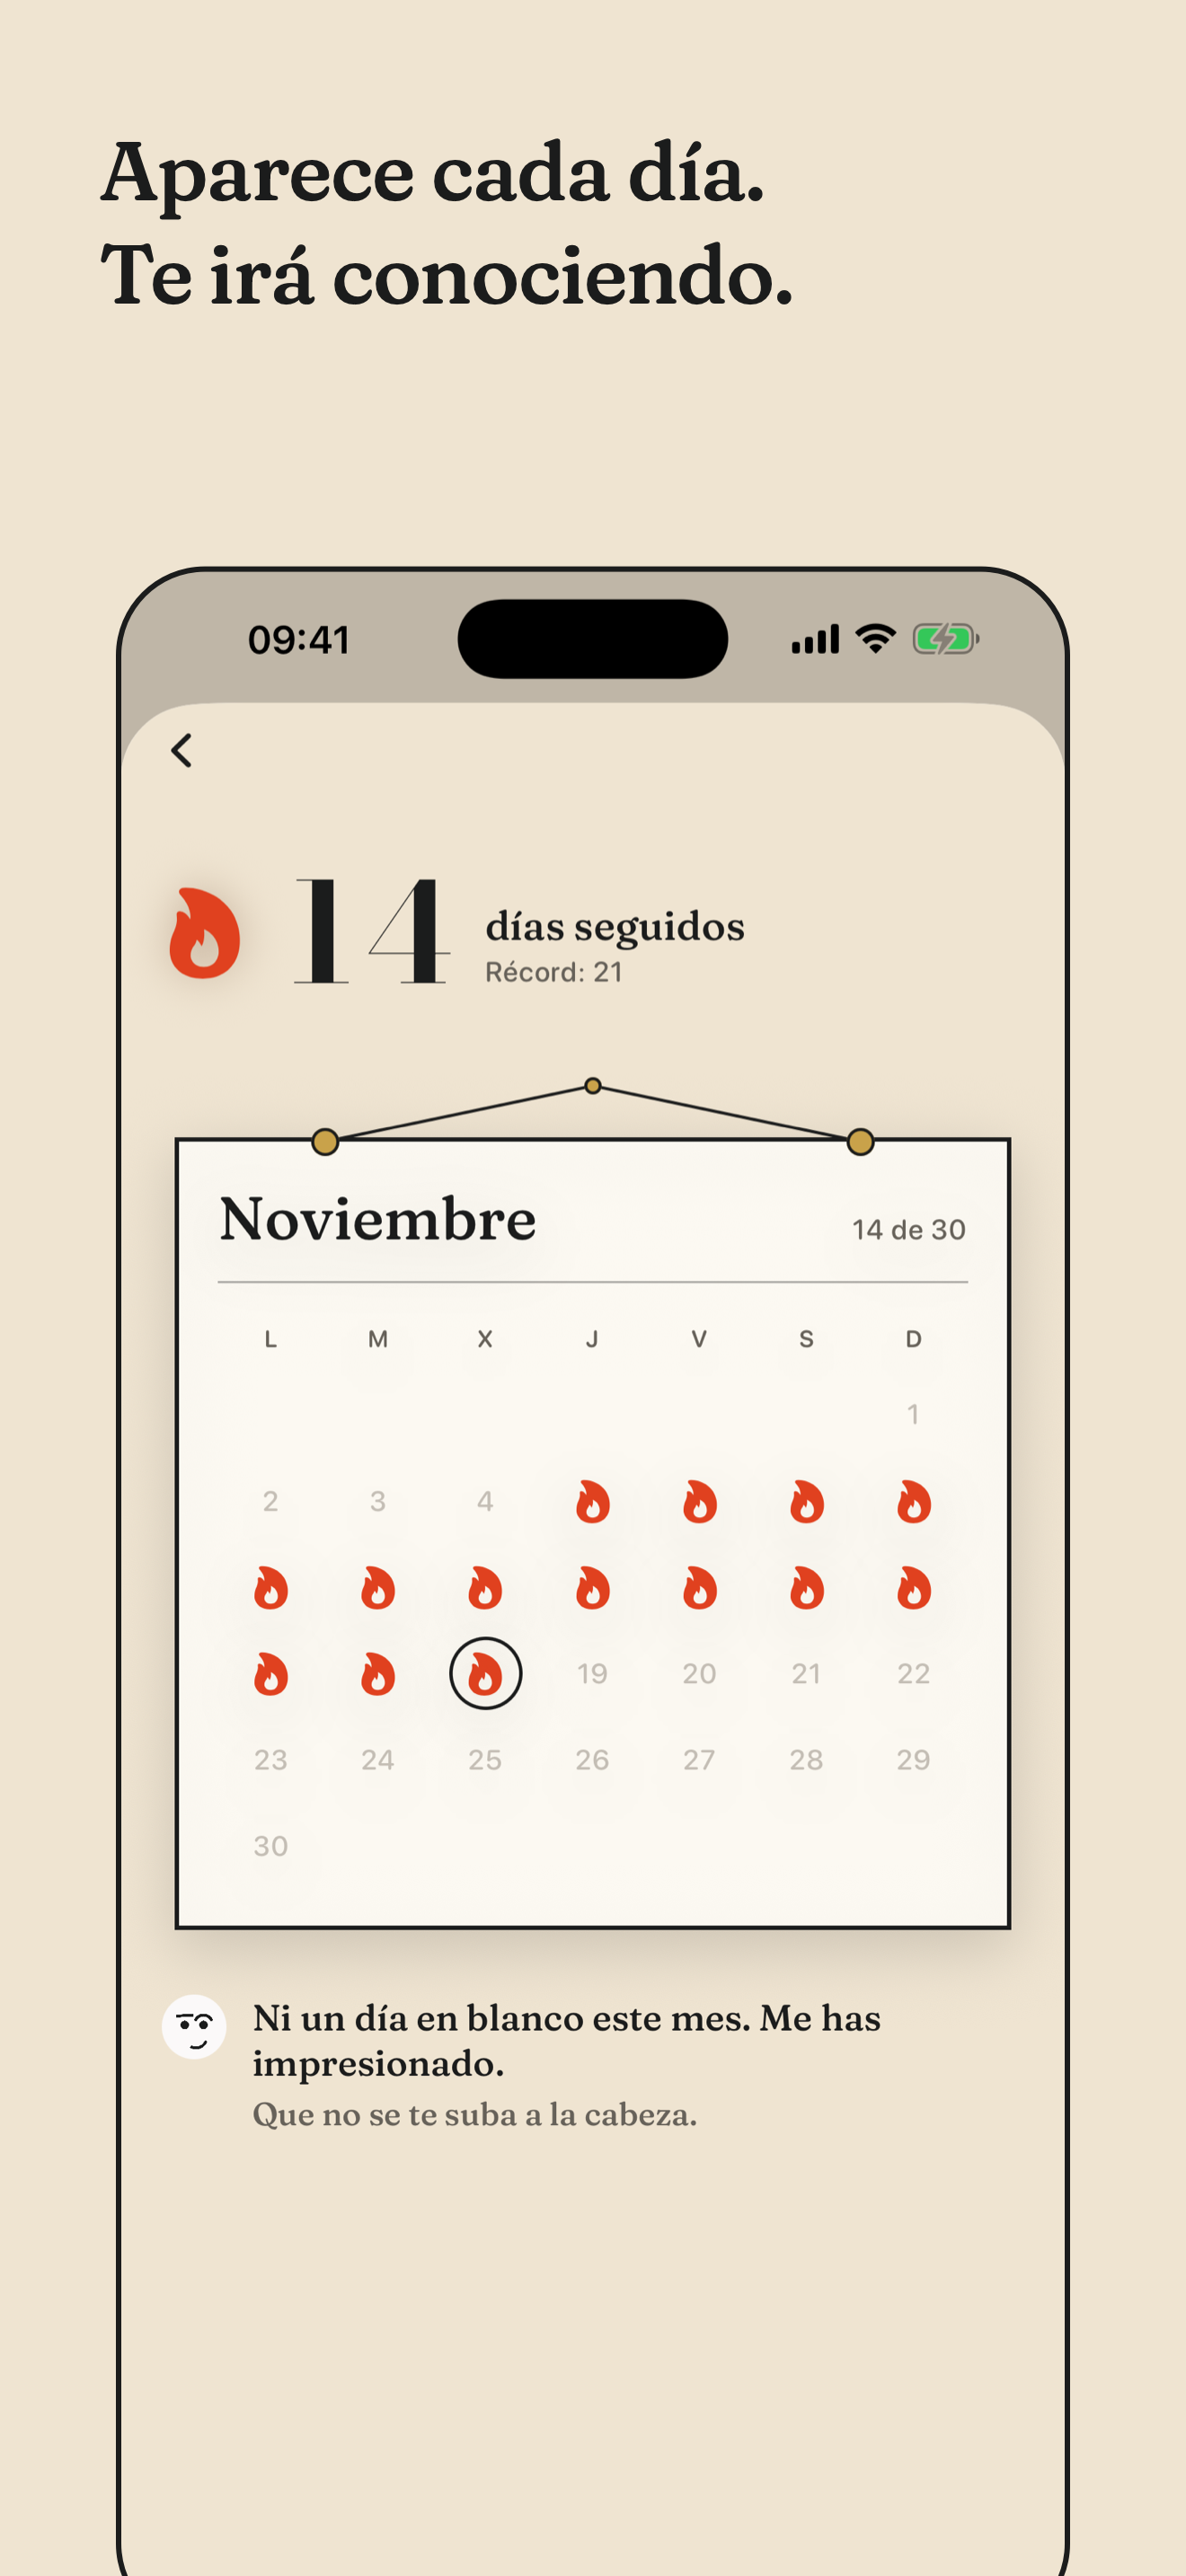 Aparece cada día.
Te irá conociendo.
09:41
14
días seguidos
Récord: 21
Noviembre
14 de 30
L M X J V S D
1
2 3 4
19 20 21 22
23 24 25 26 27 28 29
30
Ni un día en blanco este mes. Me has
impresionado.
Que no se te suba a la cabeza.